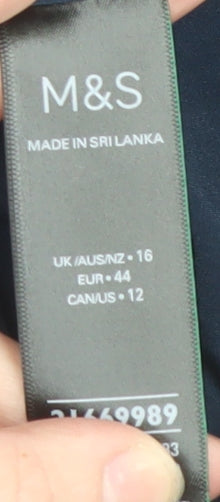 M&S
MADE IN SRI LANKA
UK/AUS/NZ • 16
EUR • 44
CAN/US • 12